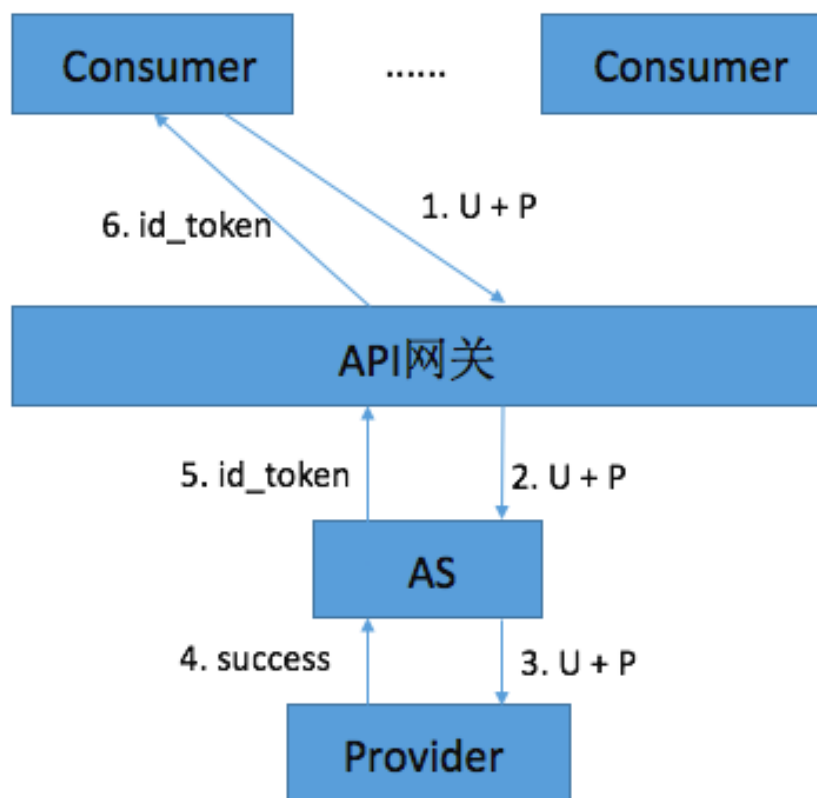 Consumer
......
Consumer
6. id_token
1. U + P
API网关
5. id_token
2. U + P
AS
4. success
3. U + P
Provider